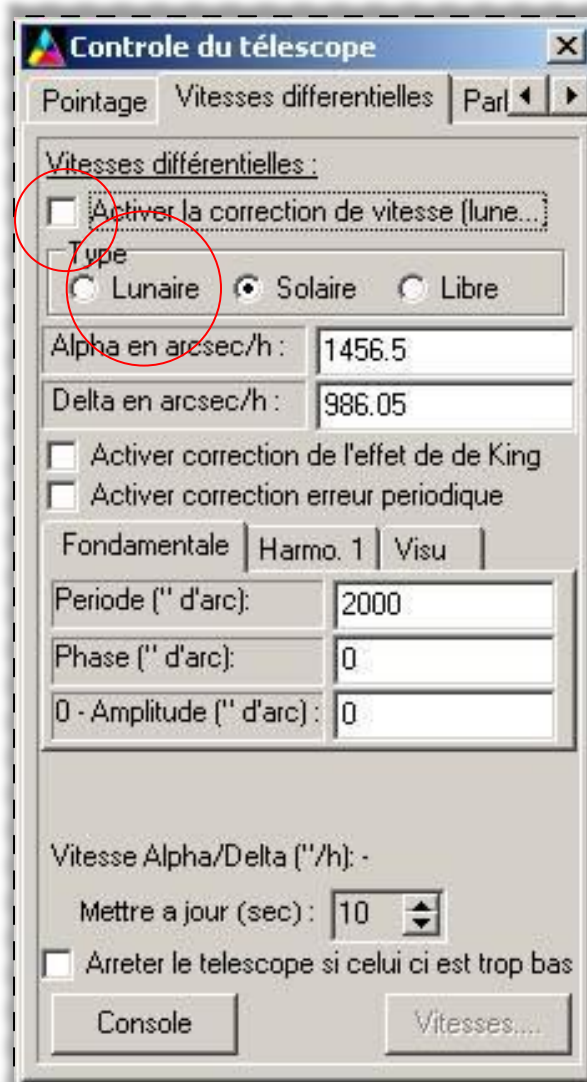 Controle du télescope
Pointage Vitesses differentielles
Vitesses différentielles :
Activer la correction de vitesse (lune...)
Type
Lunaire Solaire Libre
Alpha en arcsec/h : 1456.5
Delta en arcsec/h : 986.05
Activer correction de l'effet de de King
Activer correction erreur periodique
Fondamentale Harmo. 1 Visu
Periode ('' d'arc): 2000
Phase ('' d'arc): 0
0 - Amplitude ('' d'arc) : 0
Vitesse Alpha/Delta (''/h): -
Mettre a jour (sec) : 10
Arreter le telescope si celui ci est trop bas
Console Vitesses....